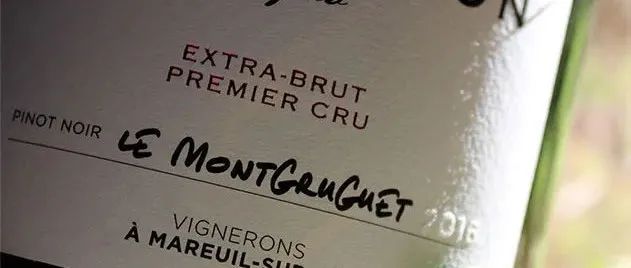 EXTRA-BRUT
PREMIER CRU
PINOT NOIR LE MONTGRUGUET 2016
VIGNERONS
À MAREUIL-SUR